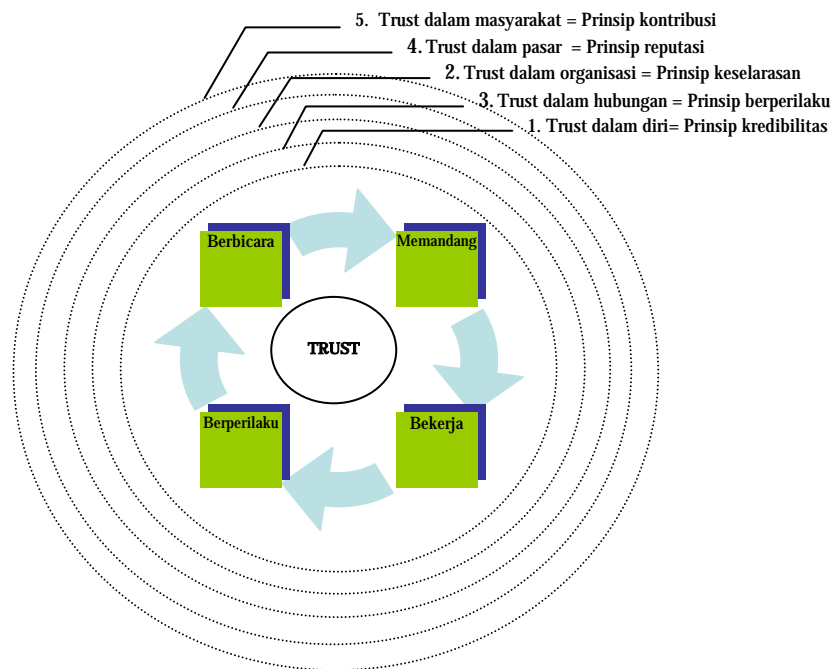 5. Trust dalam masyarakat = Prinsip kontribusi
4. Trust dalam pasar = Prinsip reputasi
2. Trust dalam organisasi = Prinsip keselarasan
3. Trust dalam hubungan = Prinsip berperilaku
1. Trust dalam diri= Prinsip kredibilitas
Berbicara
Memandang
TRUST
Berperilaku
Bekerja